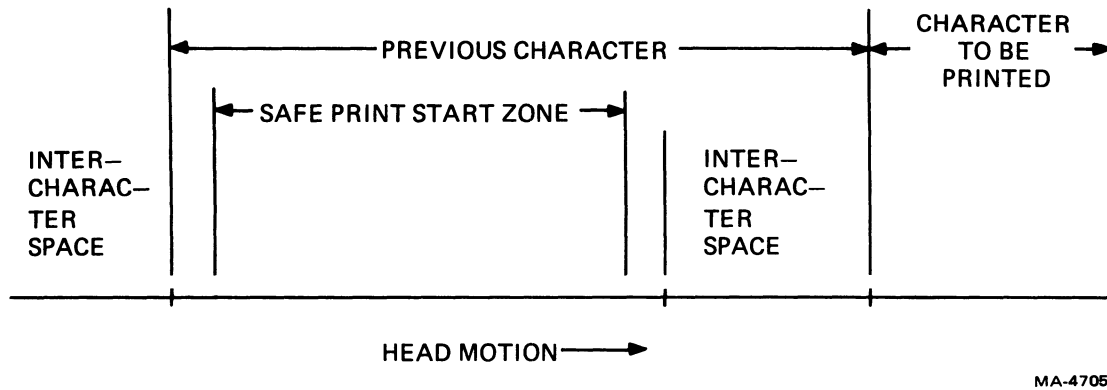 CHARACTER
TO BE
PRINTED
PREVIOUS CHARACTER
SAFE PRINT START ZONE
INTER–
CHARAC–
TER
SPACE
INTER–
CHARAC–
TER
SPACE
HEAD MOTION
MA-4705